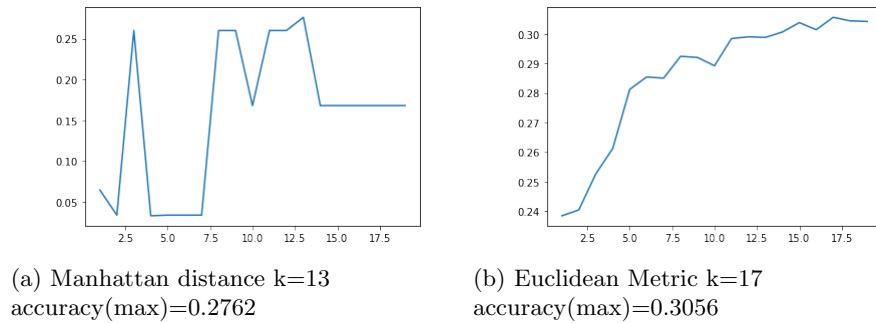 0.25
0.20
0.15
0.10
0.05
2.5 5.0 7.5 10.0 12.5 15.0 17.5
(a) Manhattan distance k=13
accuracy(max)=0.2762
0.30
0.29
0.28
0.27
0.26
0.25
0.24
2.5 5.0 7.5 10.0 12.5 15.0 17.5
(b) Euclidean Metric k=17
accuracy(max)=0.3056